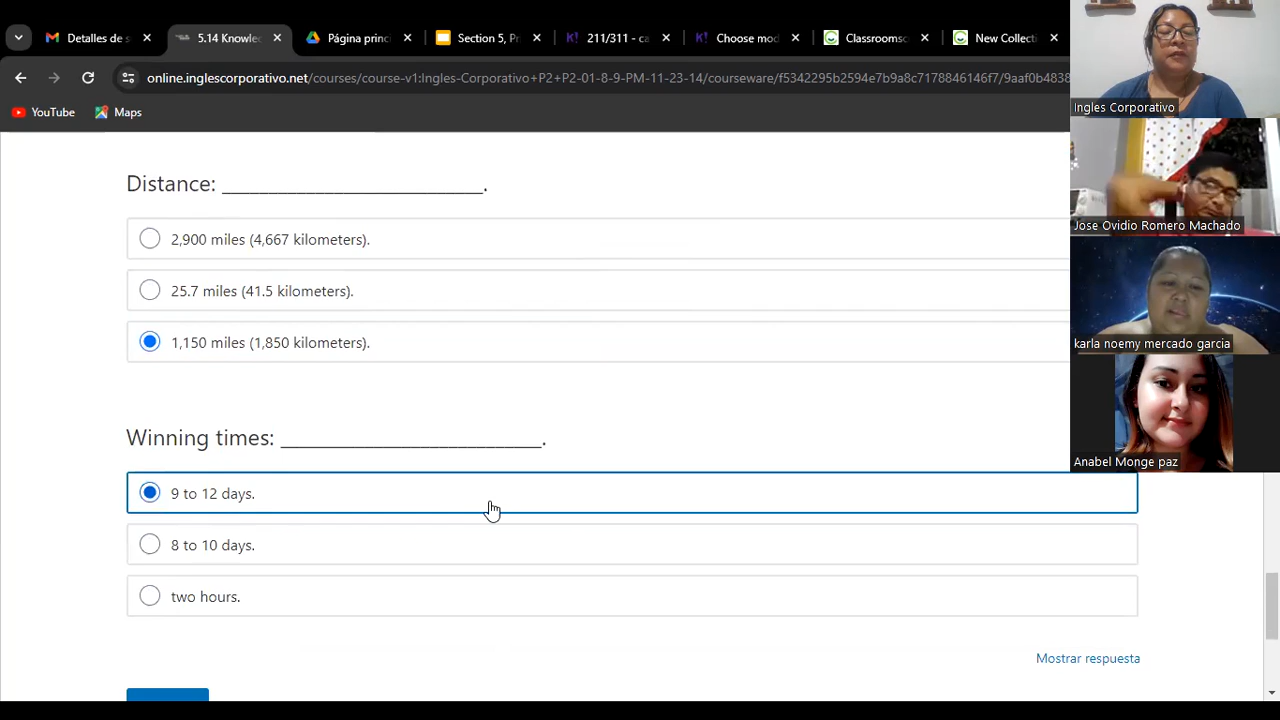 Detalles de s
5.14 Knowle
Página princ
Section 5, P
211/311 - ca
Choose mod
Classroomsc
New Collecti
online.inglescorporativo.net/courses/course-v1:Ingles-Corporativo+P2+P2-01-8-9-PM-11-23-14/courseware/f5342295b2594e7b9a8c7178846146f7/9aaf0b4838
YouTube
Maps
Ingles Corporativo
Jose Ovidio Romero Machado
karla noemy mercado garcia
Anabel Monge paz
Distance: ___________________________.
2,900 miles (4,667 kilometers).
25.7 miles (41.5 kilometers).
1,150 miles (1,850 kilometers).
Winning times: ___________________________.
9 to 12 days.
8 to 10 days.
two hours.
Mostrar respuesta